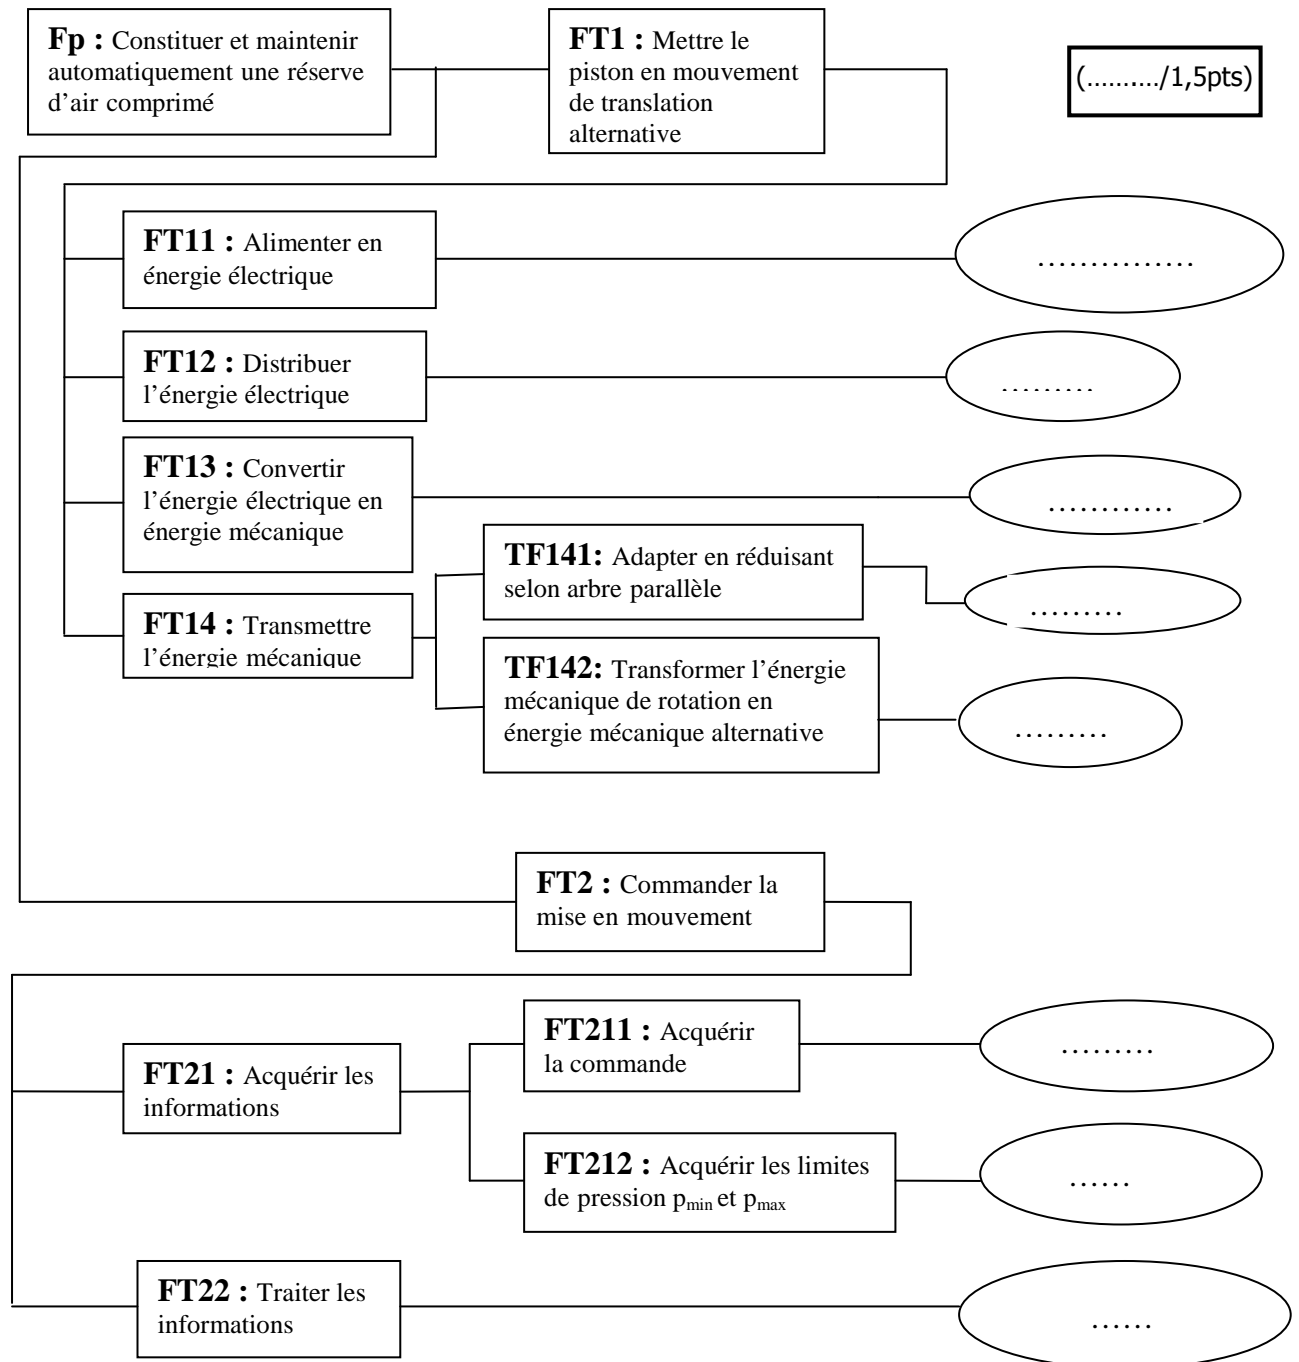 Fp : Constituer et maintenir
automatiquement une réserve
d’air comprimé
FT1 : Mettre le
piston en mouvement
de translation
alternative
(………./1,5pts)
FT11 : Alimenter en
énergie électrique
……………
FT12 : Distribuer
l’énergie électrique
………
FT13 : Convertir
l’énergie électrique en
énergie mécanique
…………
TF141: Adapter en réduisant
selon arbre parallèle
………
FT14 : Transmettre
l’énergie mécanique
TF142: Transformer l’énergie
mécanique de rotation en
énergie mécanique alternative
………
FT2 : Commander la
mise en mouvement
FT211 : Acquérir
la commande
………
FT21 : Acquérir les
informations
FT212 : Acquérir les limites
de pression pmin et pmax
……
FT22 : Traiter les
informations
……